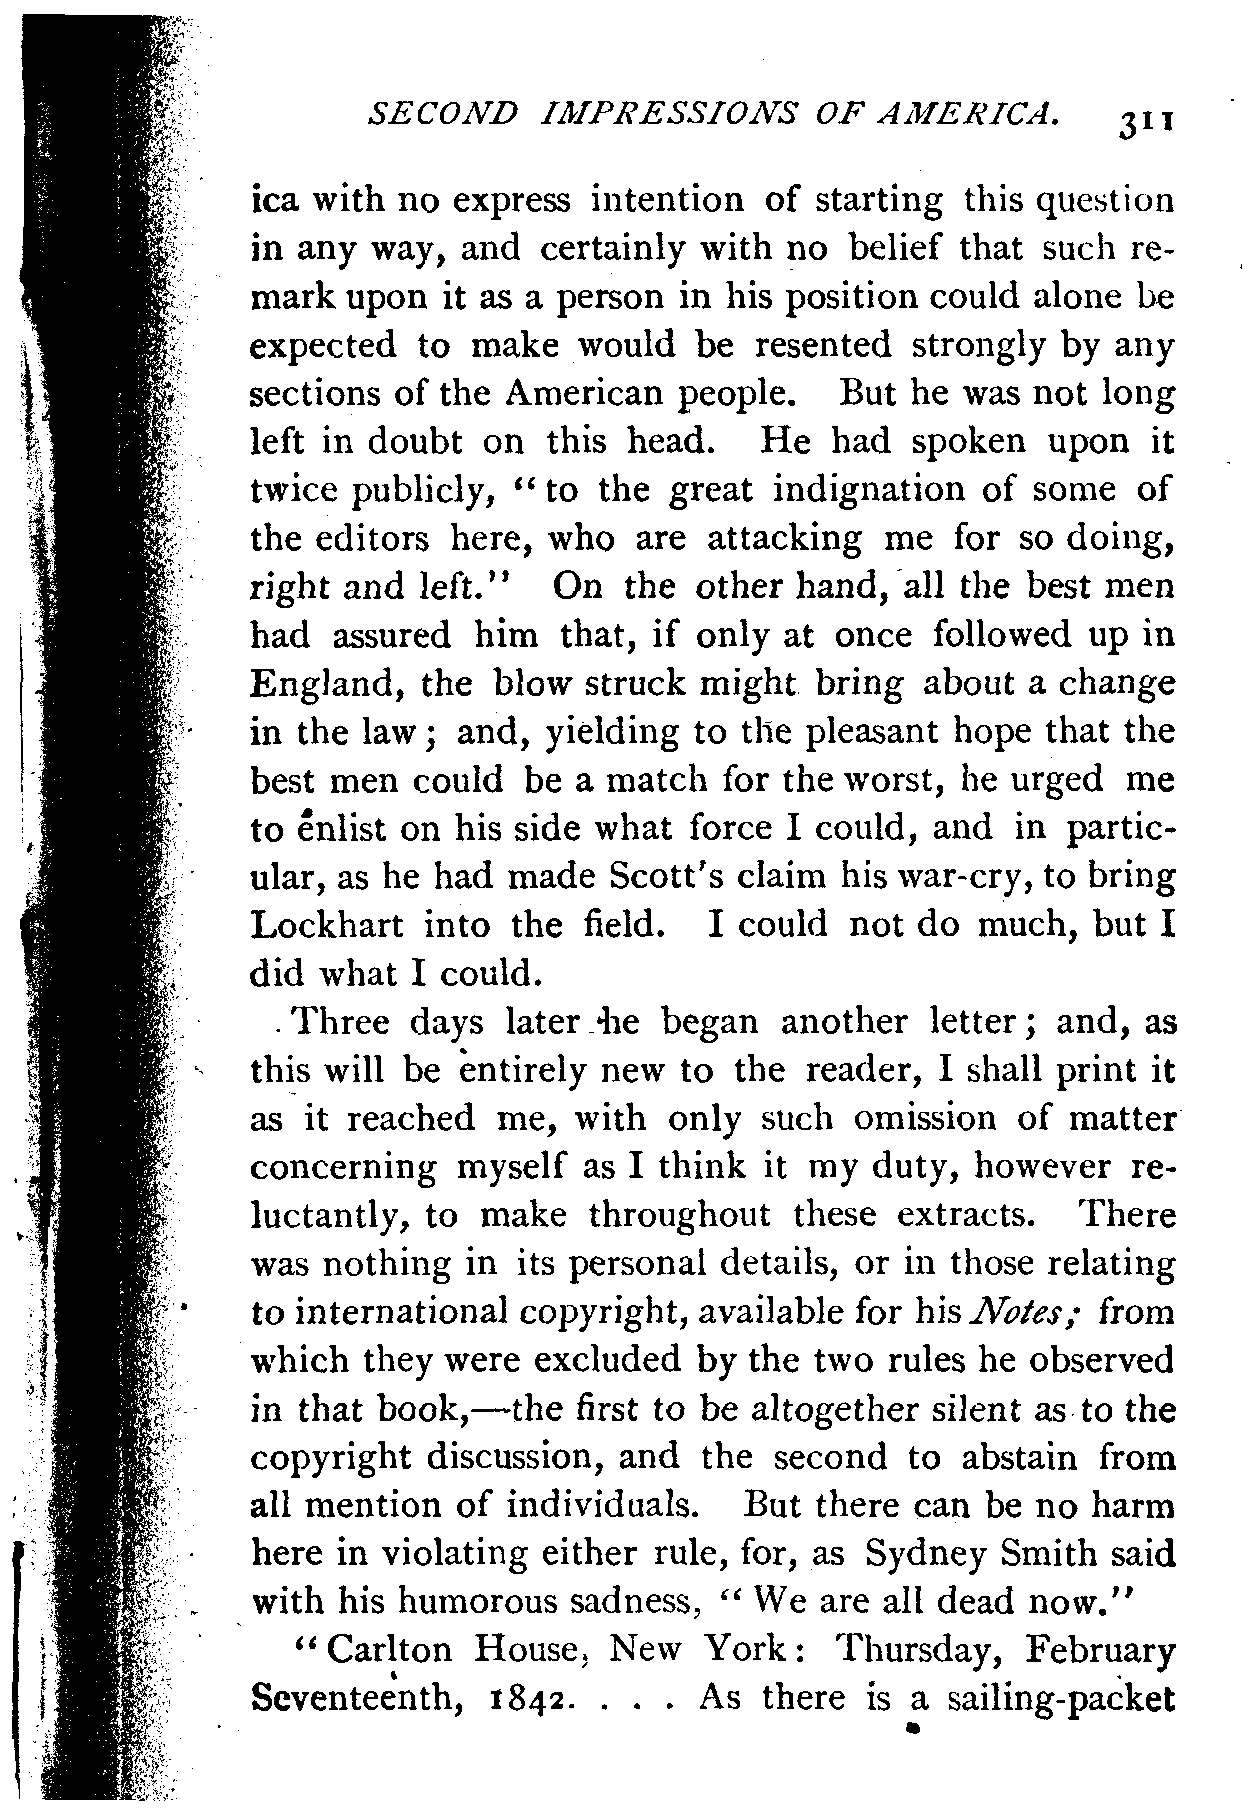 SECOND IMPRESSIONS OF AMERICA. 311
ica with no express intention of starting this question
in any way, and certainly with no belief that such re-
mark upon it as a person in his position could alone be
expected to make would be resented strongly by any
sections of the American people. But he was not long
left in doubt on this head. He had spoken upon it
twice publicly, “to the great indignation of some of
the editors here, who are attacking me for so doing,
right and left.” On the other hand, all the best men
had assured him that, if only at once followed up in
England, the blow struck might bring about a change
in the law; and, yielding to the pleasant hope that the
best men could be a match for the worst, he urged me
to enlist on his side what force I could, and in partic-
ular, as he had made Scott's claim his war-cry, to bring
Lockhart into the field. I could not do much, but I
did what I could.
Three days later he began another letter; and, as
this will be entirely new to the reader, I shall print it
as it reached me, with only such omission of matter
concerning myself as I think it my duty, however re-
luctantly, to make throughout these extracts. There
was nothing in its personal details, or in those relating
to international copyright, available for his Notes; from
which they were excluded by the two rules he observed
in that book,—the first to be altogether silent as to the
copyright discussion, and the second to abstain from
all mention of individuals. But there can be no harm
here in violating either rule, for, as Sydney Smith said
with his humorous sadness, “We are all dead now.”
“Carlton House, New York: Thursday, February
Seventeenth, 1842. . . . As there is a sailing-packet